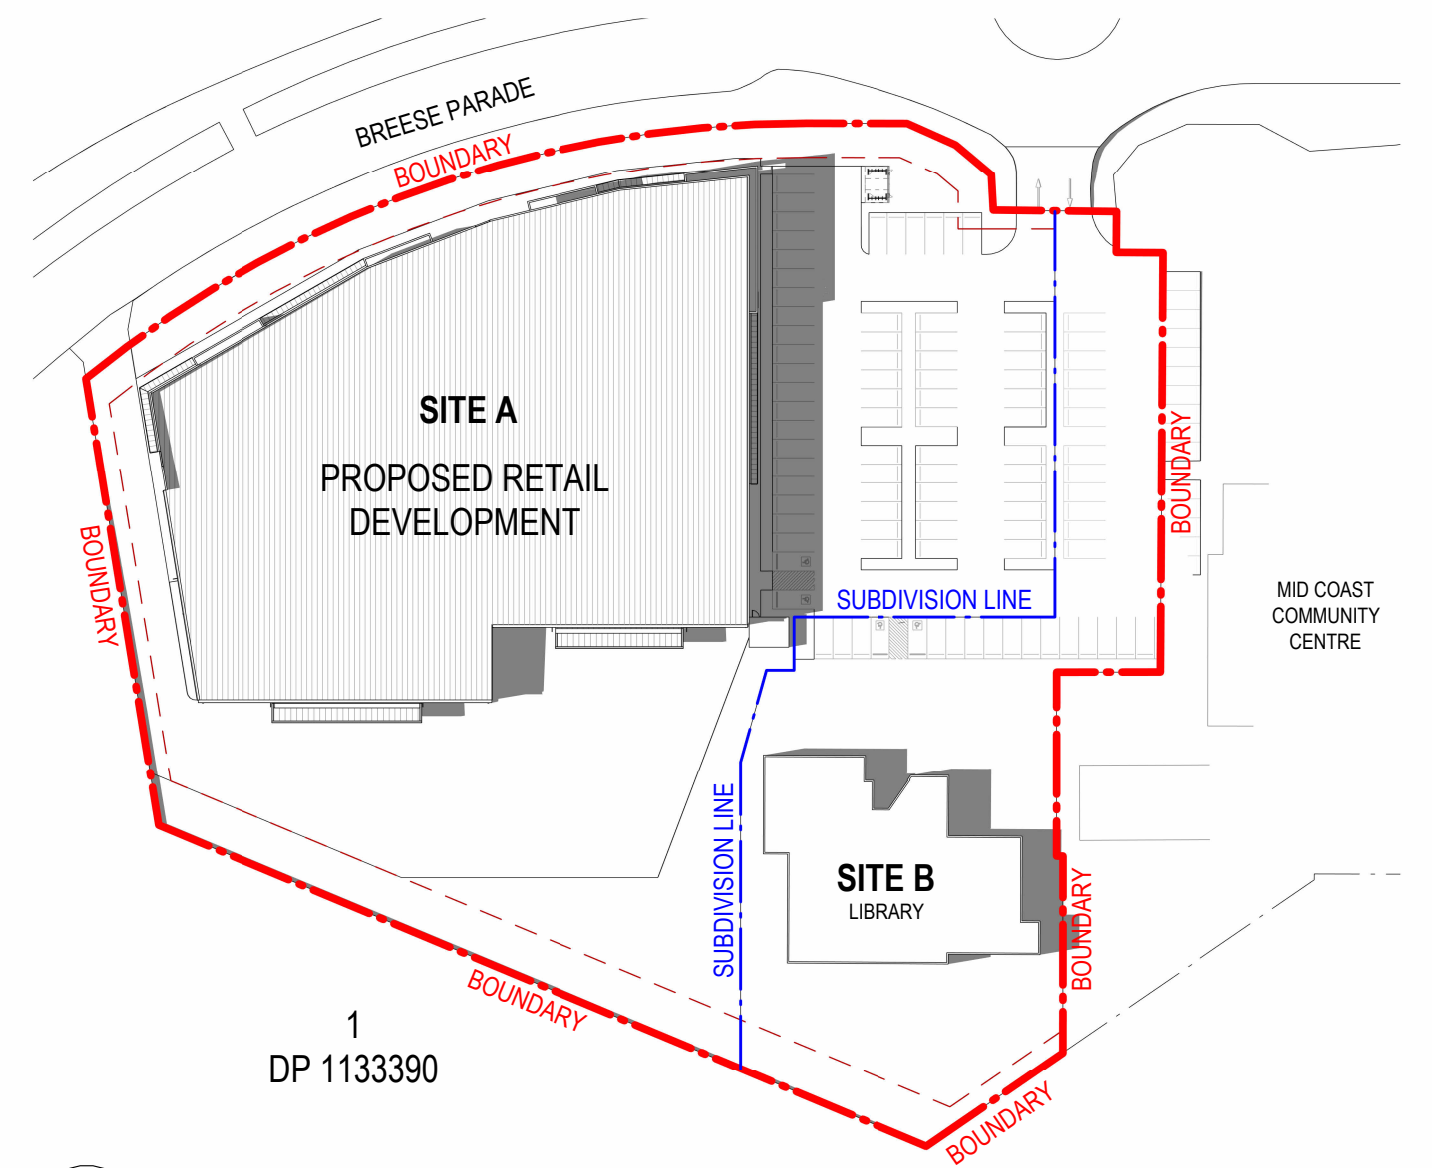 BREESE PARADE
BOUNDARY
SITE A
PROPOSED RETAIL
DEVELOPMENT
BOUNDARY
BOUNDARY
SUBDIVISION LINE
MID COAST
COMMUNITY
CENTRE
SUBDIVISION LINE
SITE B
LIBRARY
BOUNDARY
BOUNDARY
1
DP 1133390
BOUNDARY